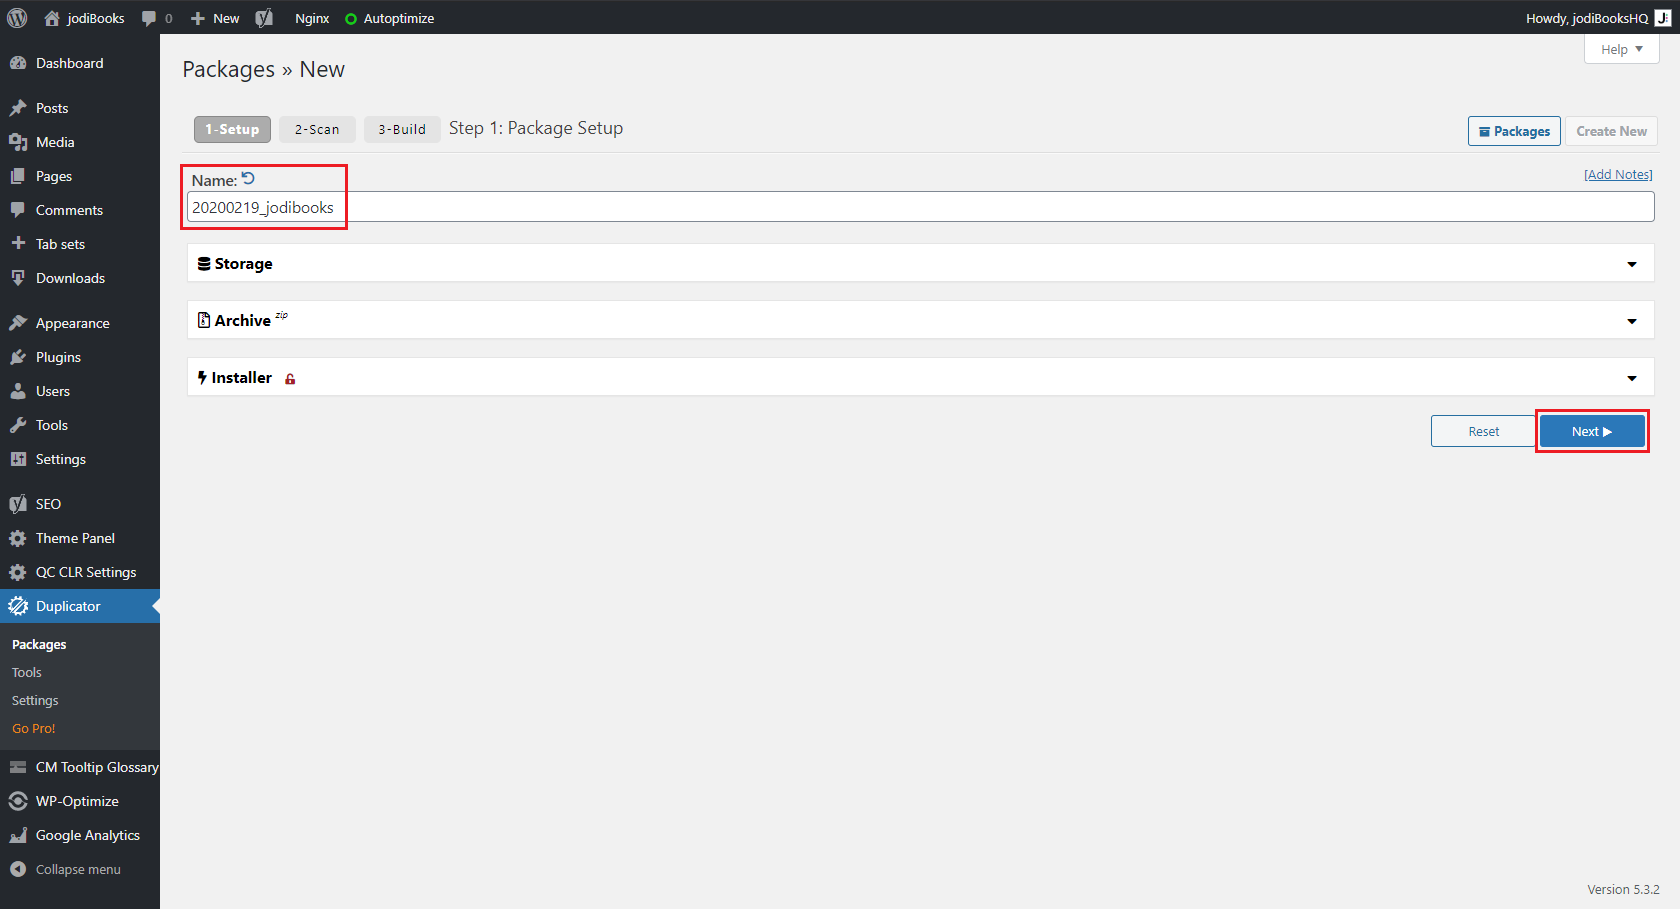 jodiBooks 0 New Nginx Autoptimize Howdy, jodiBooksHQ J
Help
Dashboard
Posts
Media
Pages
Comments
Tab sets
Downloads
Appearance
Plugins
Users
Tools
Settings
SEO
Theme Panel
QC CLR Settings
Duplicator
Packages
Tools
Settings
Go Pro!
CM Tooltip Glossary
WP-Optimize
Google Analytics
Collapse menu
Packages » New
1-Setup 2-Scan 3-Build Step 1: Package Setup Packages Create New
Name: [Add Notes]
20200219_jodibooks
Storage
Archive zip
Installer
Reset Next
Version 5.3.2